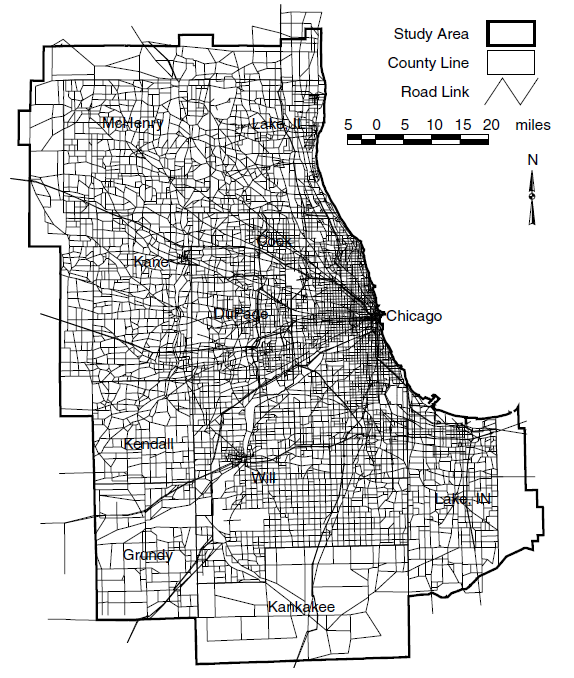 Study Area
County Line
Road Link
5 0 5 10 15 20 miles
N
McHenry
Lake, IL
Cook
Kane
DuPage
Chicago
Kendall
Will
Lake, IN
Grundy
Kankakee